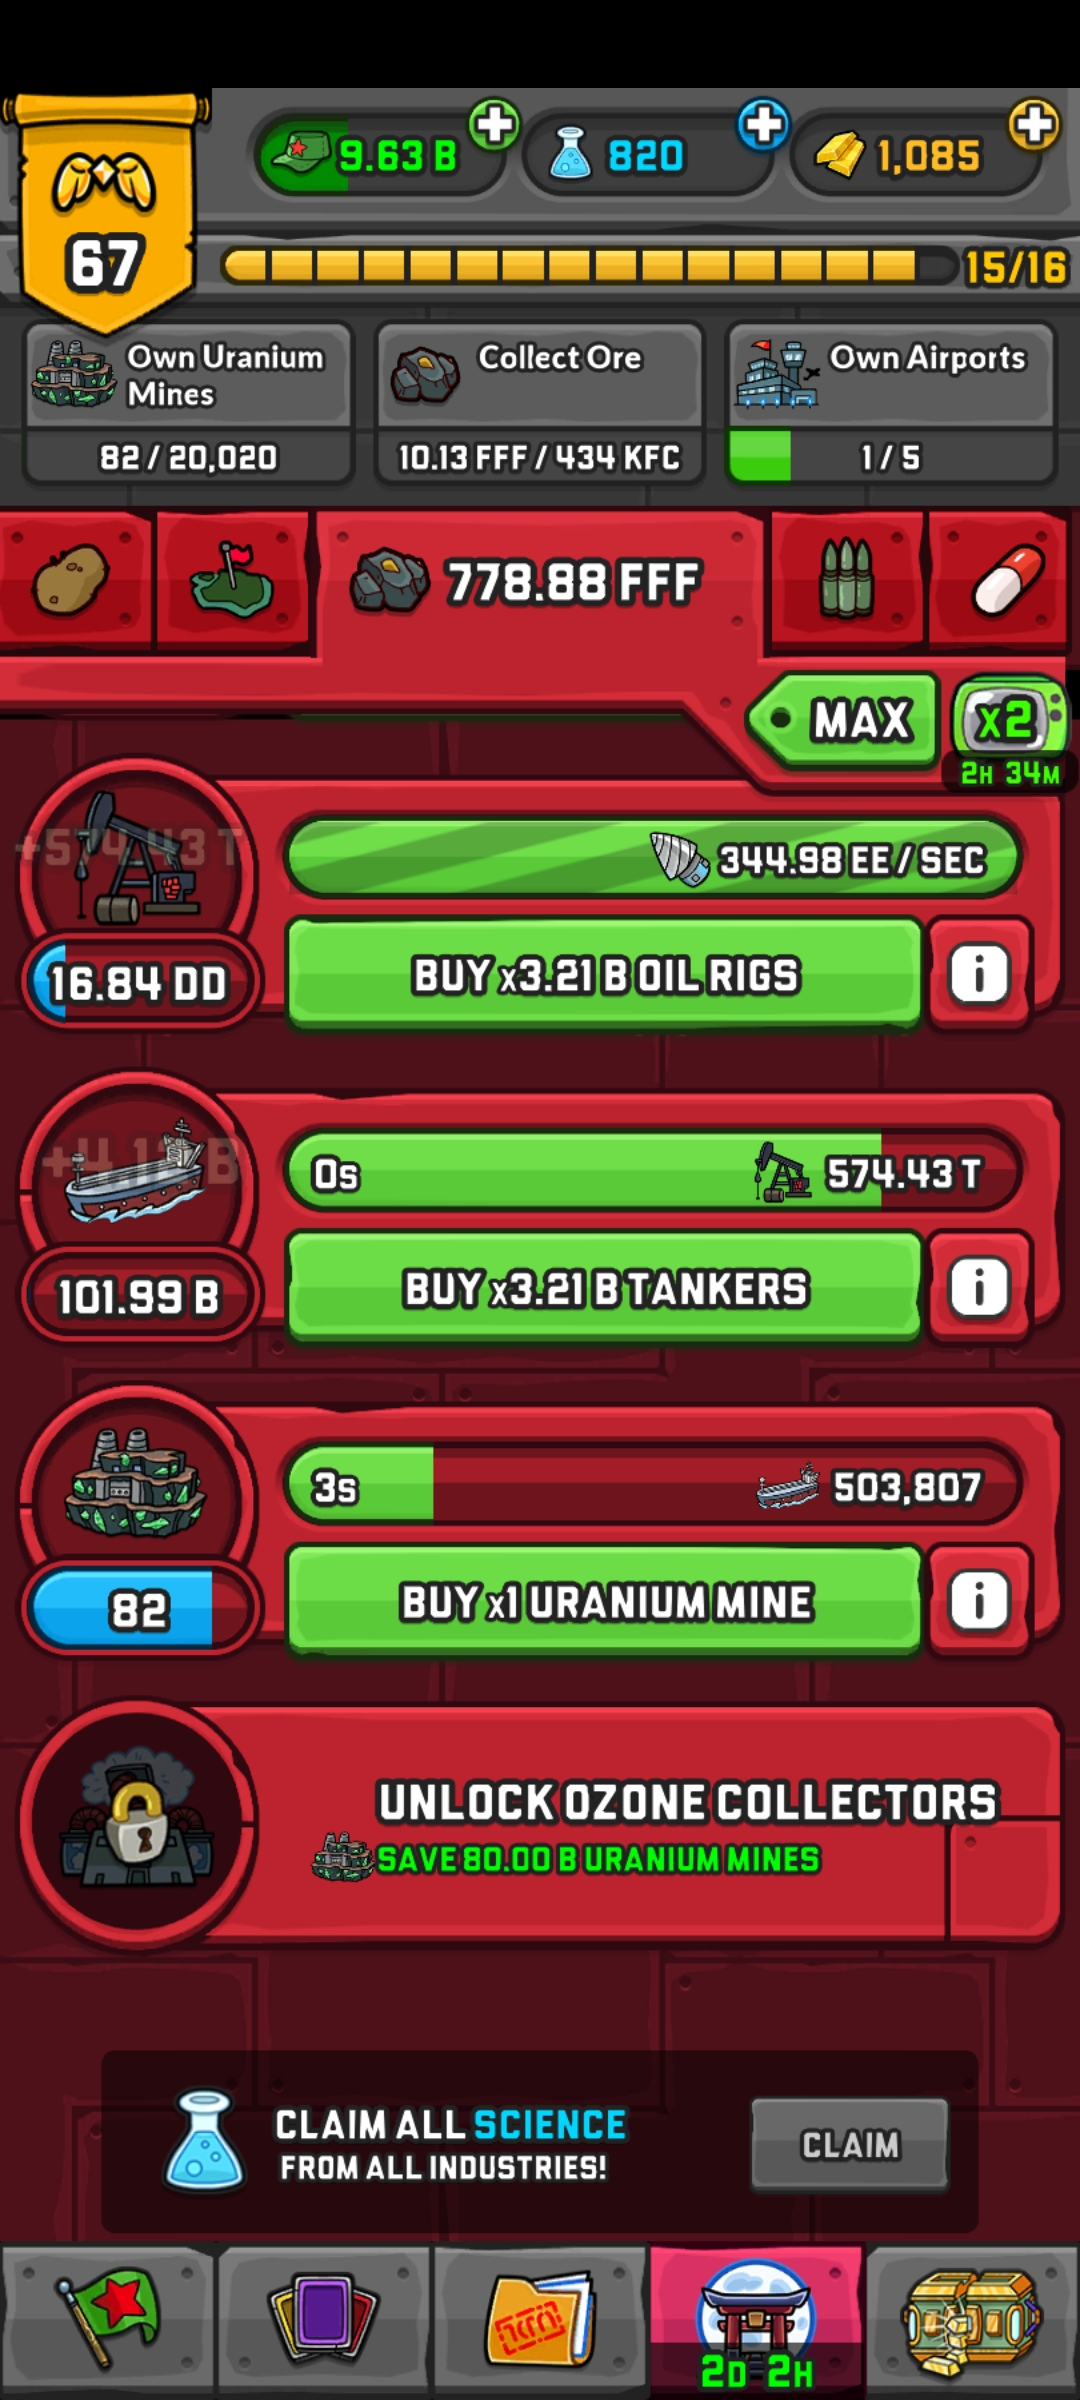 9.63 B
820
1,085
67
15/16
Own Uranium
Mines
82 / 20,020
Collect Ore
10.13 FFF / 434 KFC
Own Airports
1 / 5
778.88 FFF
MAX
x2
2H 34M
+574.43 T
344.98 EE / SEC
16.84 DD
BUY x3.21 B OIL RIGS
i
0s
574.43 T
101.99 B
BUY x3.21 B TANKERS
i
3s
503,807
82
BUY x1 URANIUM MINE
i
UNLOCK OZONE COLLECTORS
SAVE 80.00 B URANIUM MINES
CLAIM ALL SCIENCE
FROM ALL INDUSTRIES!
CLAIM
2D 2H